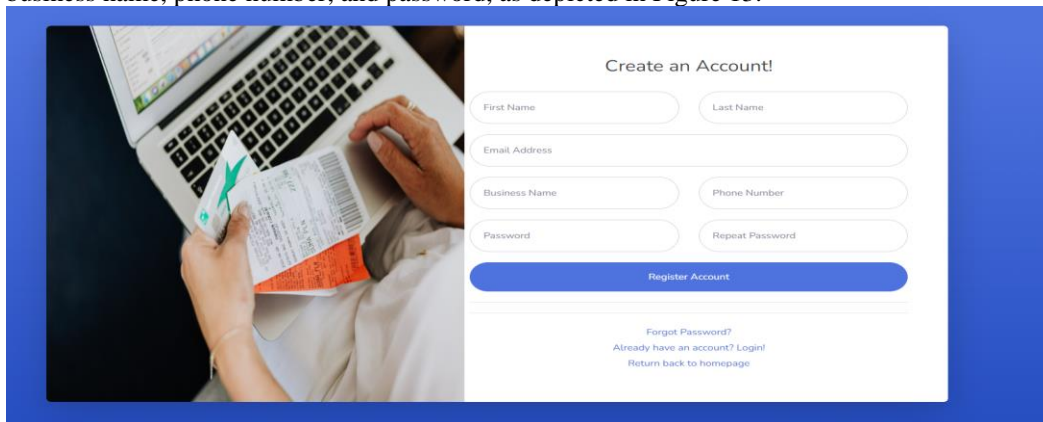 business name, phone number, and password, as depicted in Figure 13.
Create an Account!
First Name Last Name
Email Address
Business Name Phone Number
Password Repeat Password
Register Account
Forgot Password?
Already have an account? Login!
Return back to homepage